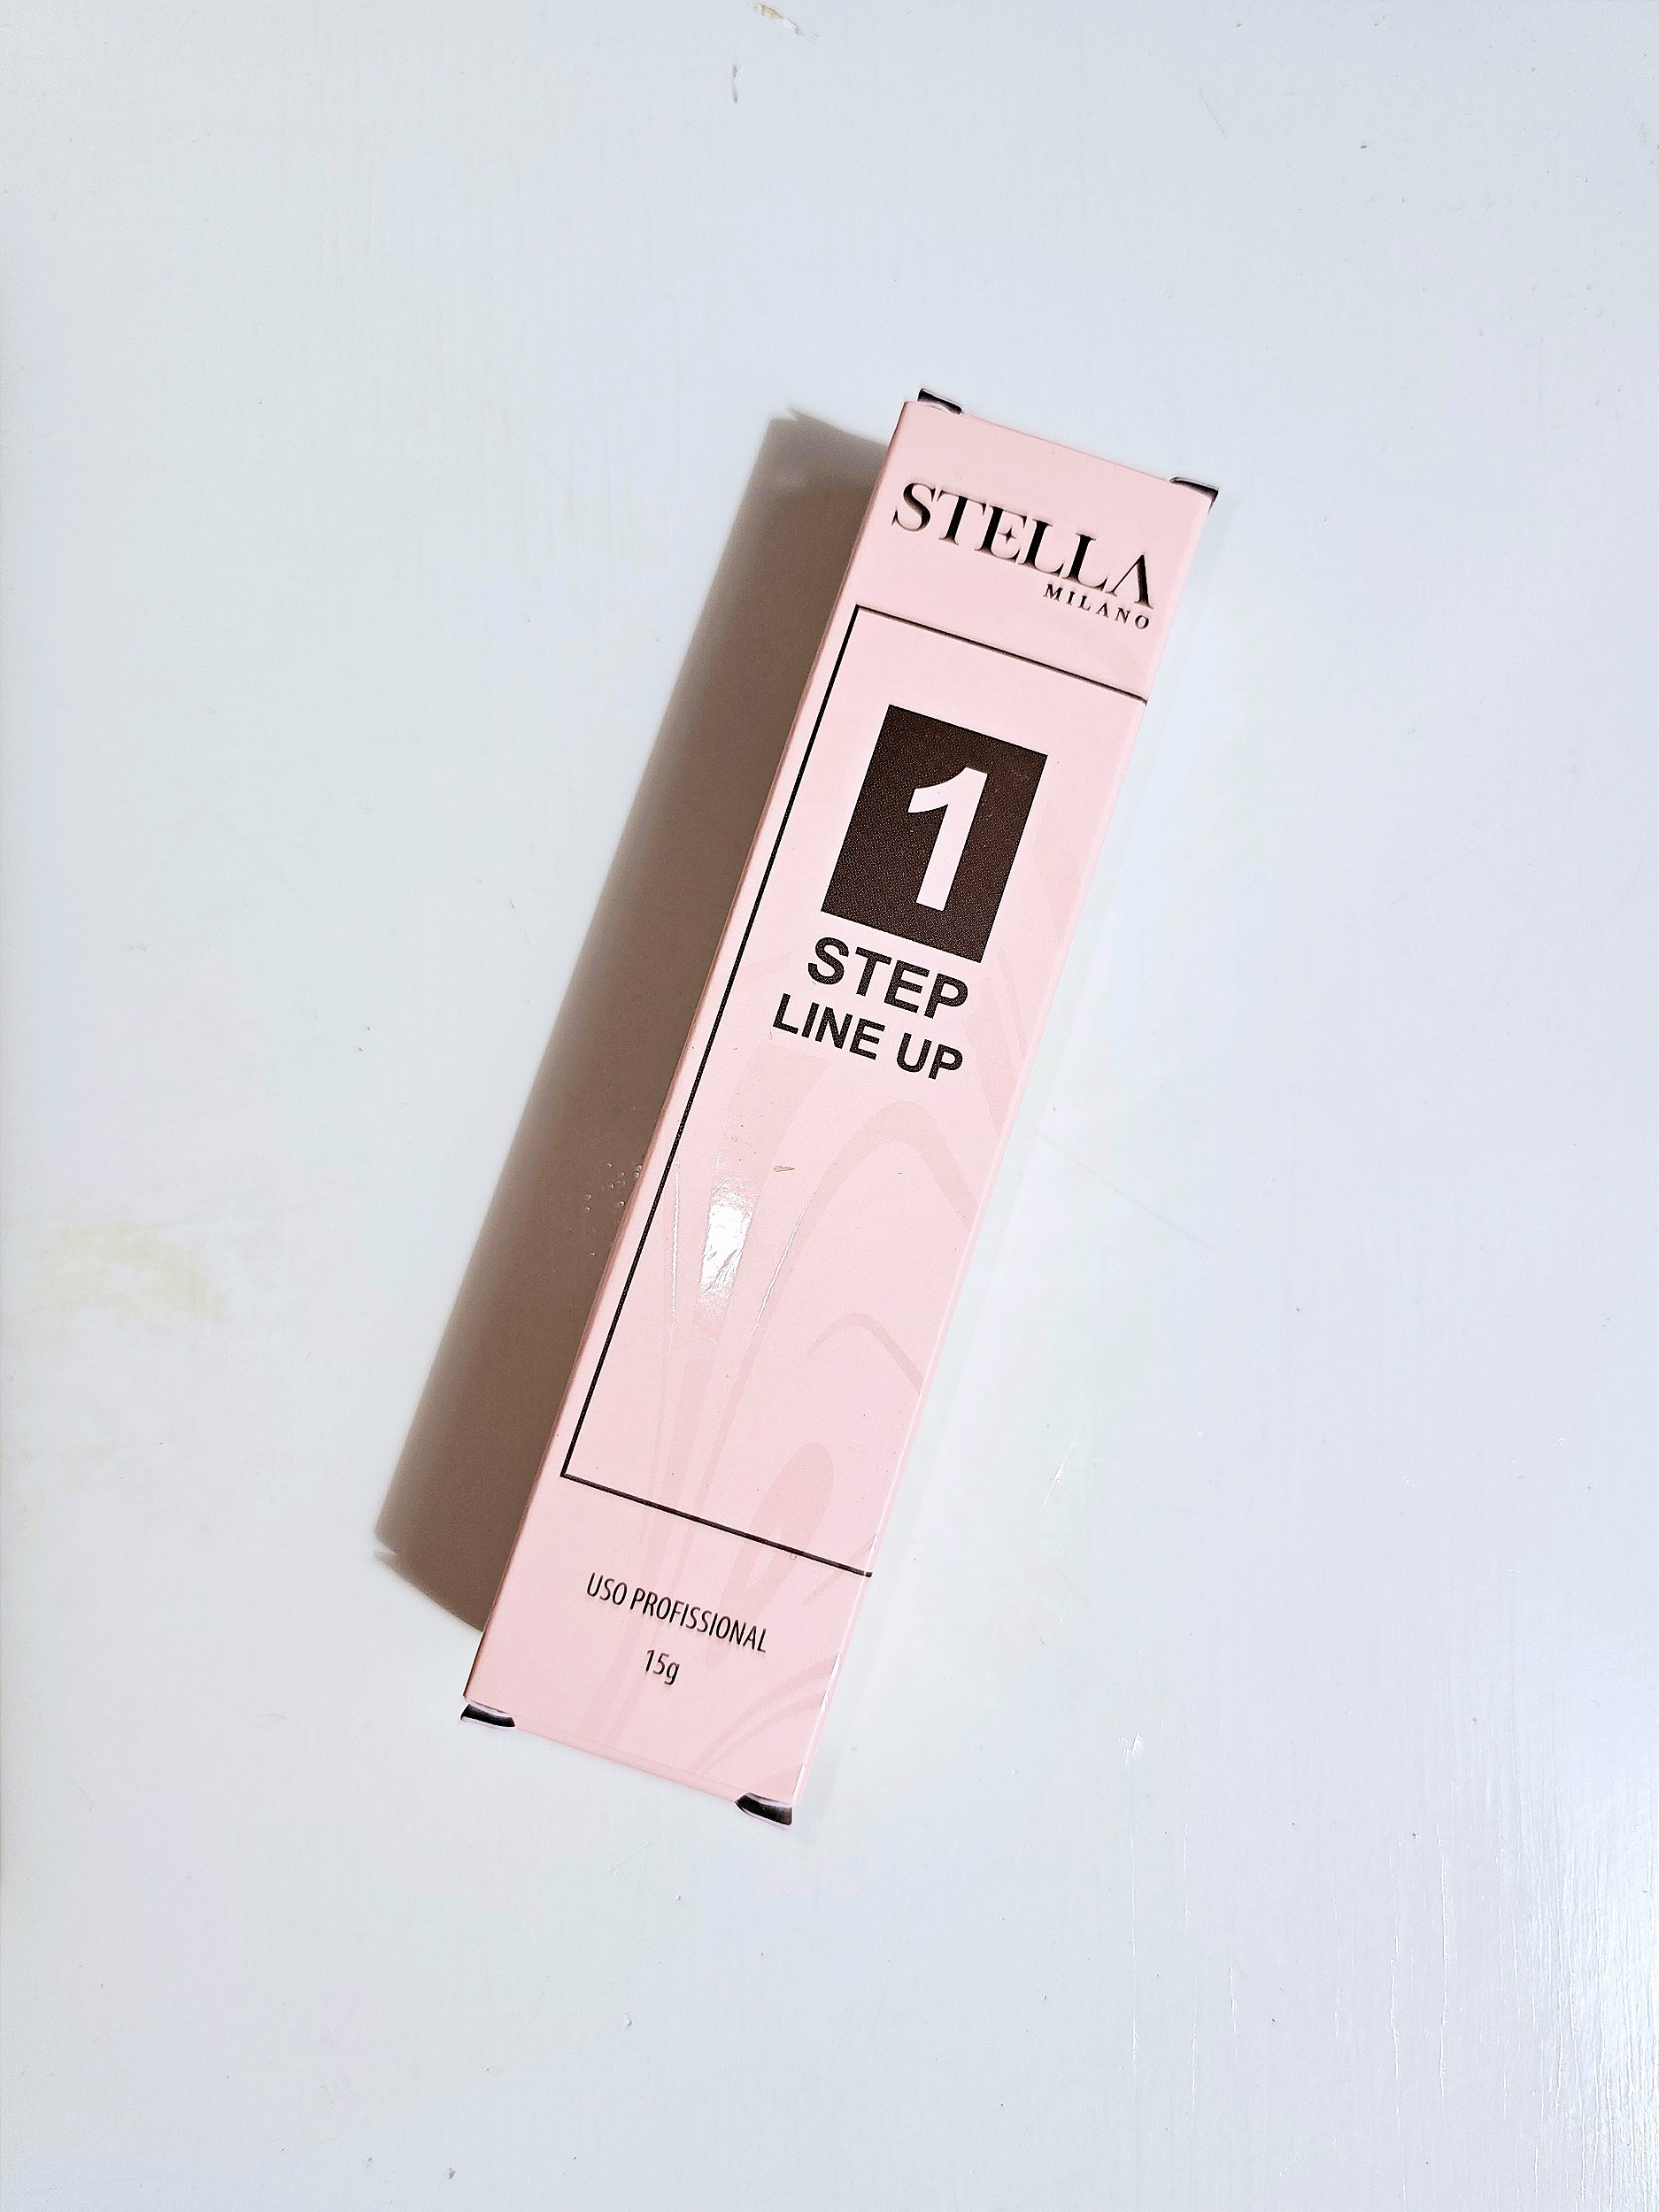 STELLA
MILANO
1
STEP
LINE UP
USO PROFISSIONAL
15g